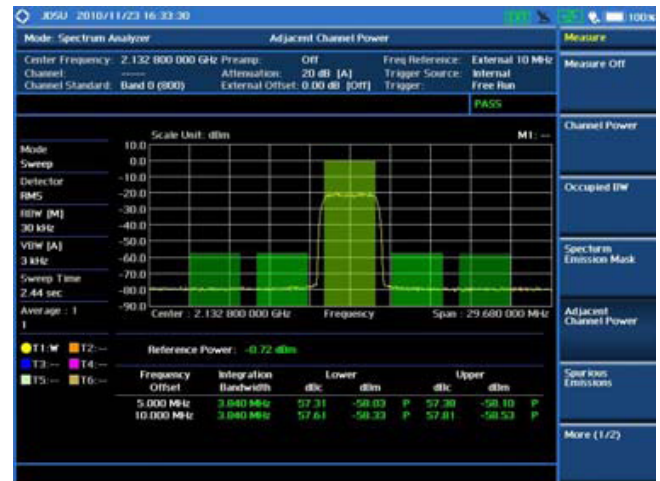 JDSU 2010/11/23 16:33:30 100%
Mode: Spectrum Analyzer Adjacent Channel Power
Center Frequency: 2.132 800 000 GHz Preamp: Off Freq Reference: External 10 MHz
Channel: ----- Attenuation: 20 dB [A] Trigger Source: Internal
Channel Standard: Band 0 (800) External Offset: 0.00 dB [Off] Trigger: Free Run
PASS
Scale Unit: dBm M1: --
Mode
Sweep
Detector
RMS
RBW [M]
30 kHz
VBW [A]
3 kHz
Sweep Time
2.44 sec
Average : 1
1
10.0
0.0
-10.0
-20.0
-30.0
-40.0
-50.0
-60.0
-70.0
-80.0
-90.0
Center : 2.132 800 000 GHz Frequency Span : 29.680 000 MHz
T1:W T2:--
T3:-- T4:--
T5:-- T6:--
Reference Power: -0.72 dBm
Frequency Integration Lower Upper
Offset Bandwidth dBc dBm dBc dBm
5.000 MHz 3.840 MHz 57.31 -58.03 P 57.38 -58.10 P
10.000 MHz 3.840 MHz 57.61 -58.33 P 57.81 -58.53 P
Measure
Measure Off
Channel Power
Occupied BW
Specturm
Emission Mask
Adjacent
Channel Power
Spurious
Emissions
More (1/2)